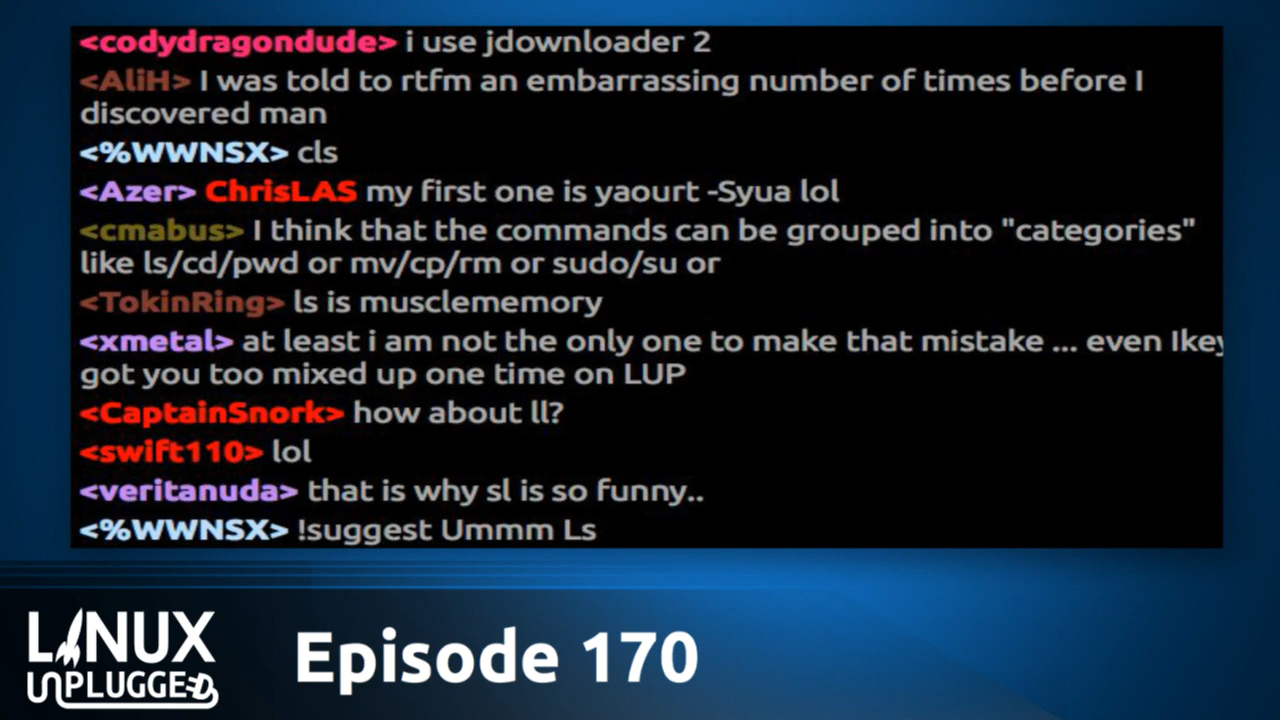 <codydragondude> i use jdownloader 2
<AliH> I was told to rtfm an embarrassing number of times before I
discovered man
<%WWNSX> cls
<Azer> ChrisLAS my first one is yaourt -Syua lol
<cmabus> I think that the commands can be grouped into "categories"
like ls/cd/pwd or mv/cp/rm or sudo/su or
<TokinRing> ls is musclememory
<xmetal> at least i am not the only one to make that mistake ... even Ikey
got you too mixed up one time on LUP
<CaptainSnork> how about ll?
<swift110> lol
<veritanuda> that is why sl is so funny..
<%WWNSX> !suggest Ummm Ls
LINUX
UNPLUGGED
Episode 170